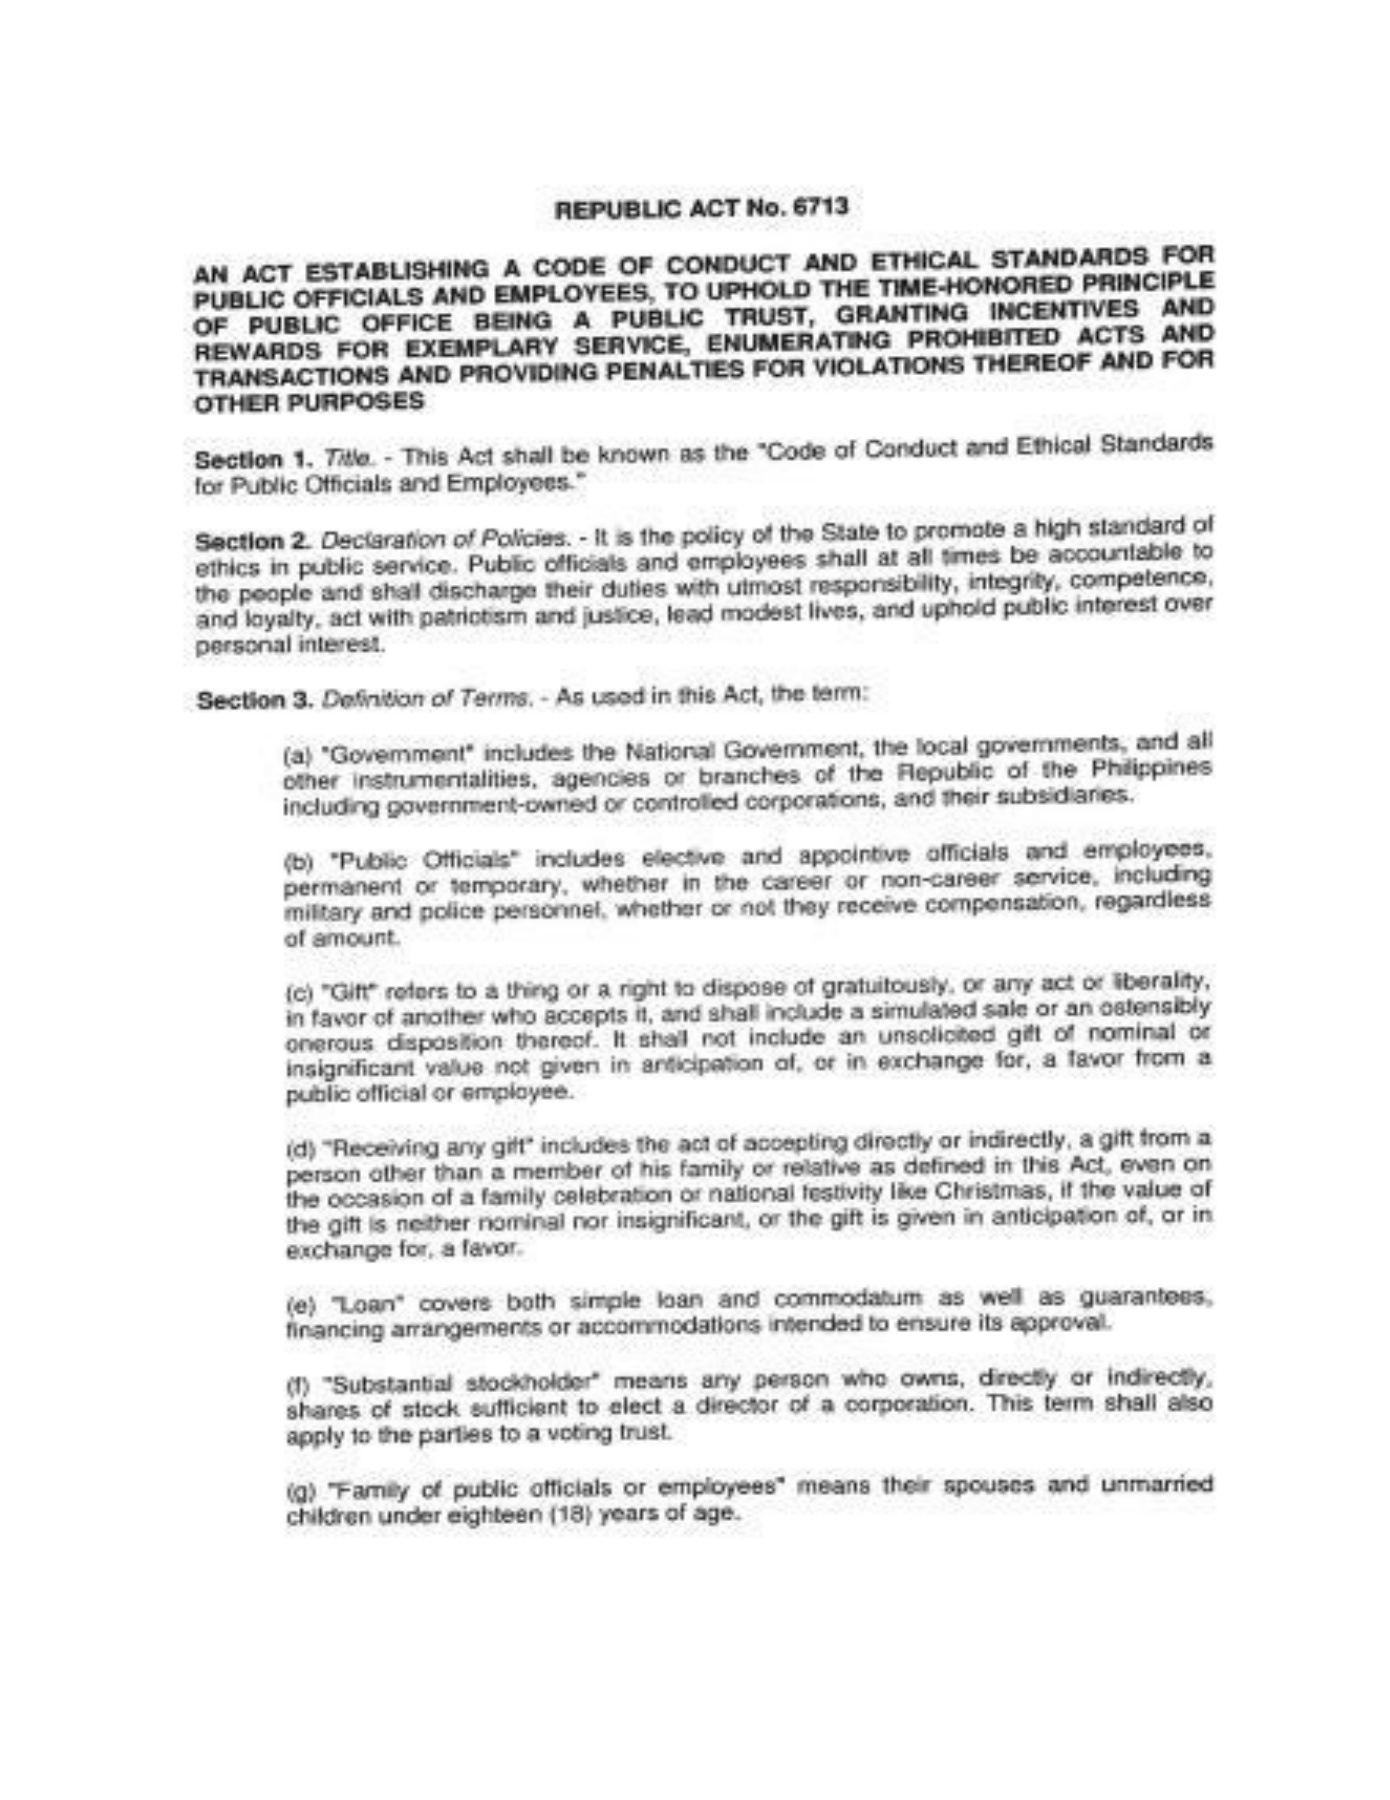 REPUBLIC ACT No. 6713
AN ACT ESTABLISHING A CODE OF CONDUCT AND ETHICAL STANDARDS FOR
PUBLIC OFFICIALS AND EMPLOYEES, TO UPHOLD THE TIME-HONORED PRINCIPLE
OF PUBLIC OFFICE BEING A PUBLIC TRUST, GRANTING INCENTIVES AND
REWARDS FOR EXEMPLARY SERVICE, ENUMERATING PROHIBITED ACTS AND
TRANSACTIONS AND PROVIDING PENALTIES FOR VIOLATIONS THEREOF AND FOR
OTHER PURPOSES
Section 1. Title. - This Act shall be known as the "Code of Conduct and Ethical Standards
for Public Officials and Employees."
Section 2. Declaration of Policies. - It is the policy of the State to promote a high standard of
ethics in public service. Public officials and employees shall at all times be accountable to
the people and shall discharge their duties with utmost responsibility, integrity, competence,
and loyalty, act with patriotism and justice, lead modest lives, and uphold public interest over
personal interest.
Section 3. Definition of Terms. - As used in this Act, the term:
(a) "Government" includes the National Government, the local governments, and all
other instrumentalities, agencies or branches of the Republic of the Philippines
including government-owned or controlled corporations, and their subsidiaries.
(b) "Public Officials" includes elective and appointive officials and employees,
permanent or temporary, whether in the career or non-career service, including
military and police personnel, whether or not they receive compensation, regardless
of amount.
(c) "Gift" refers to a thing or a right to dispose of gratuitously, or any act or liberality,
in favor of another who accepts it, and shall include a simulated sale or an ostensibly
onerous disposition thereof. It shall not include an unsolicited gift of nominal or
insignificant value not given in anticipation of, or in exchange for, a favor from a
public official or employee.
(d) "Receiving any gift" includes the act of accepting directly or indirectly, a gift from a
person other than a member of his family or relative as defined in this Act, even on
the occasion of a family celebration or national festivity like Christmas, if the value of
the gift is neither nominal nor insignificant, or the gift is given in anticipation of, or in
exchange for, a favor.
(e) "Loan" covers both simple loan and commodatum as well as guarantees,
financing arrangements or accommodations intended to ensure its approval.
(f) "Substantial stockholder" means any person who owns, directly or indirectly,
shares of stock sufficient to elect a director of a corporation. This term shall also
apply to the parties to a voting trust.
(g) "Family of public officials or employees" means their spouses and unmarried
children under eighteen (18) years of age.